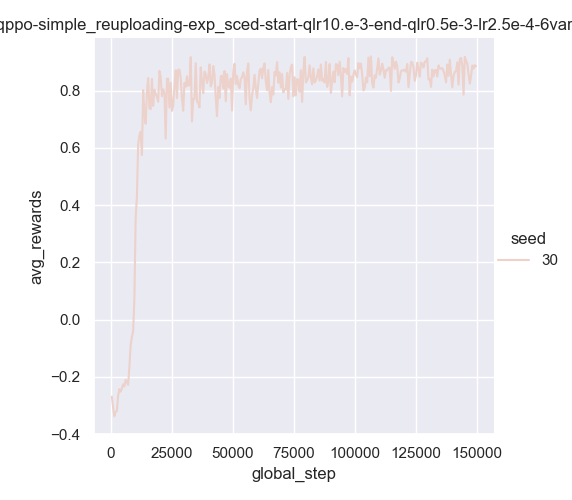 qppo-simple_reuploading-exp_sced-start-qlr10.e-3-end-qlr0.5e-3-lr2.5e-4-6var
0.8
0.6
0.4
0.2
0.0
−0.2
−0.4
avg_rewards
0 25000 50000 75000 100000 125000 150000
global_step
seed
30